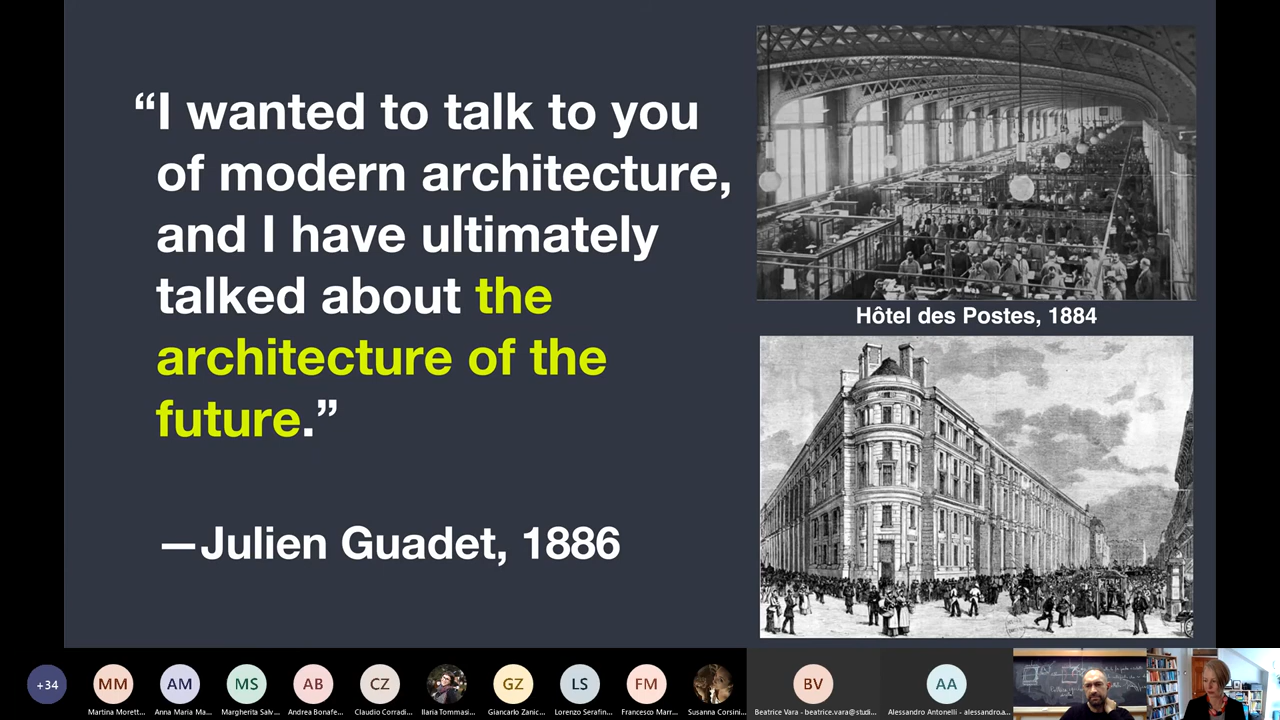 “I wanted to talk to you
of modern architecture,
and I have ultimately
talked about the
architecture of the
future.”
—Julien Guadet, 1886
Hôtel des Postes, 1884
+34
MM
AM
MS
AB
CZ
GZ
LS
FM
BV
AA
Martina Morett...
Anna Maria Ma...
Margherita Salv...
Andrea Bonafe...
Claudio Corradi...
Ilaria Tommasi...
Giancarlo Zanic...
Lorenzo Serafin...
Francesco Marr...
Susanna Corsini...
Beatrice Vara - beatrice.vara@studi...
Alessandro Antonelli - alessandro.a...